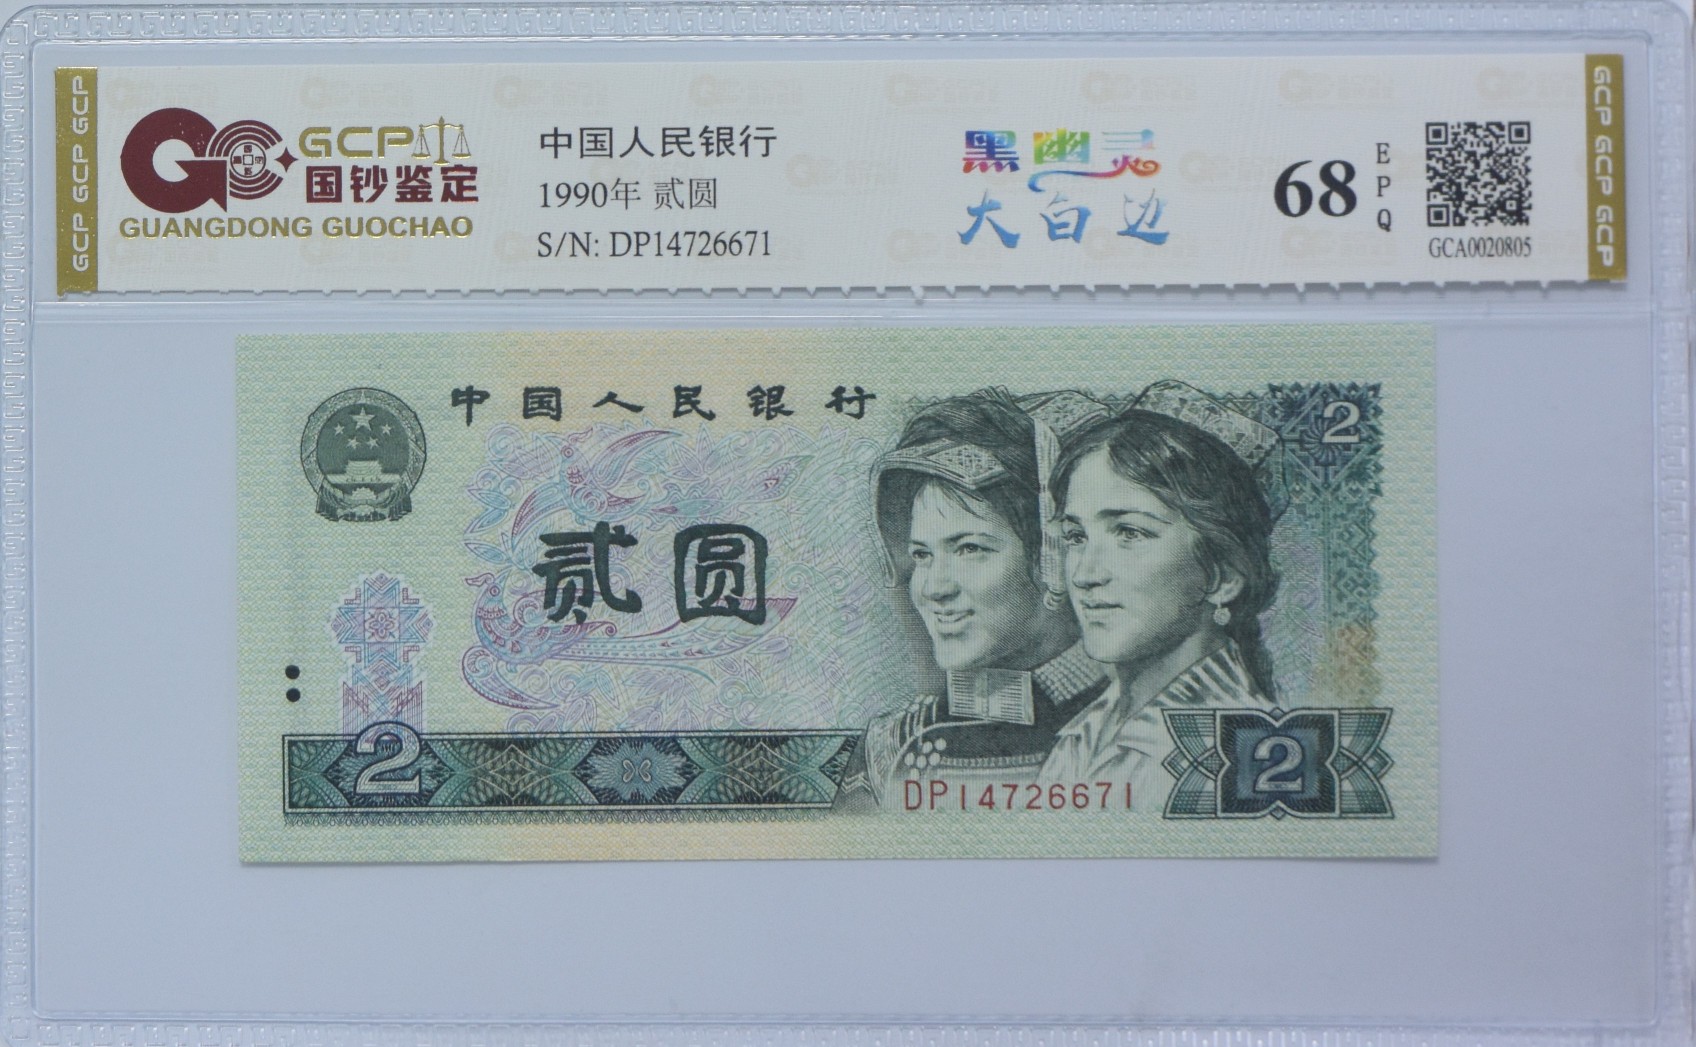 GCP GCP GCP
GCP
国钞鉴定
GUANGDONG GUOCHAO
中国人民银行
1990年 贰圆
S/N: DP14726671
黑幽灵
大白边
68
EPQ
GCA0020805
GCP GCP GCP
中国人民银行
2
贰圆
2
DP14726671
2